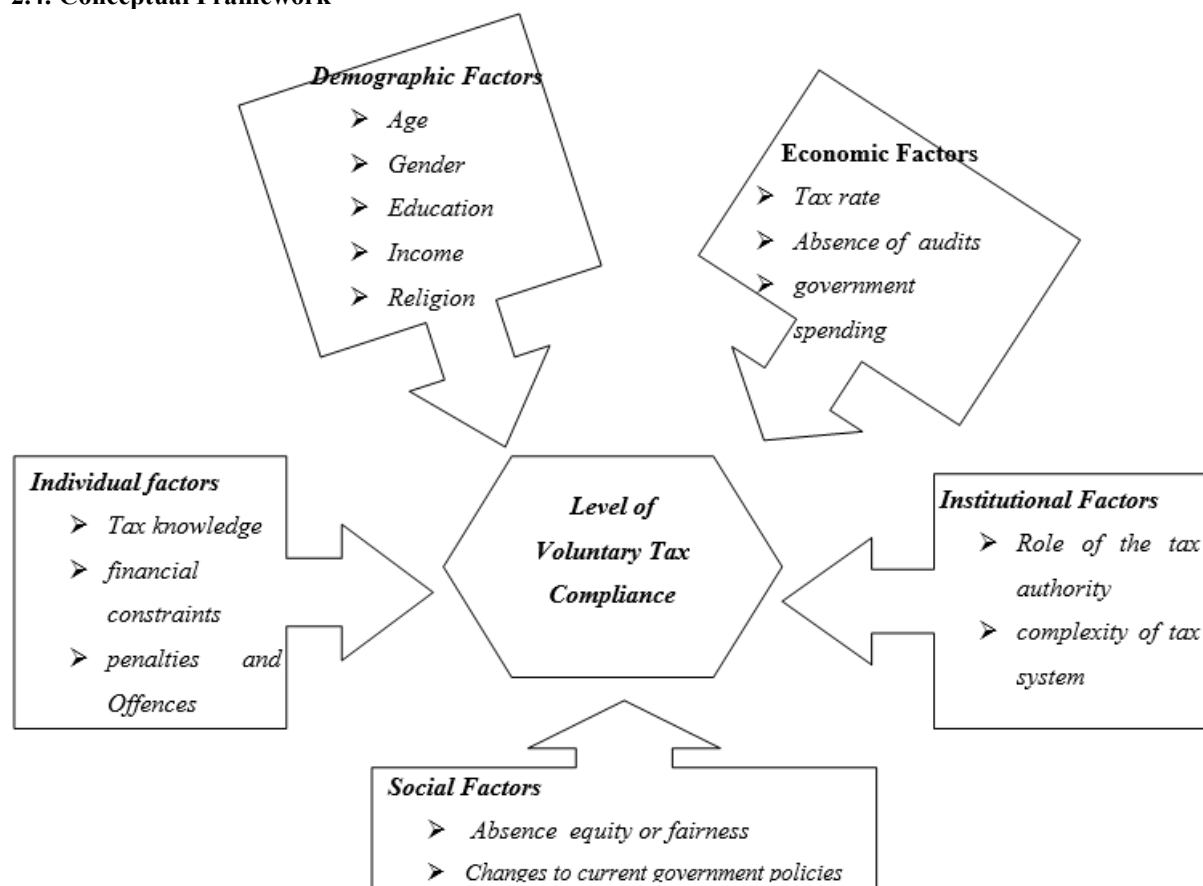 2.4. Conceptual Framework
Demographic Factors
➢ Age
➢ Gender
➢ Education
➢ Income
➢ Religion
Economic Factors
➢ Tax rate
➢ Absence of audits
➢ government
spending
Individual factors
➢ Tax knowledge
➢ financial
constraints
➢ penalties and
Offences
Level of
Voluntary Tax
Compliance
Institutional Factors
➢ Role of the tax
authority
➢ complexity of tax
system
Social Factors
➢ Absence equity or fairness
➢ Changes to current government policies